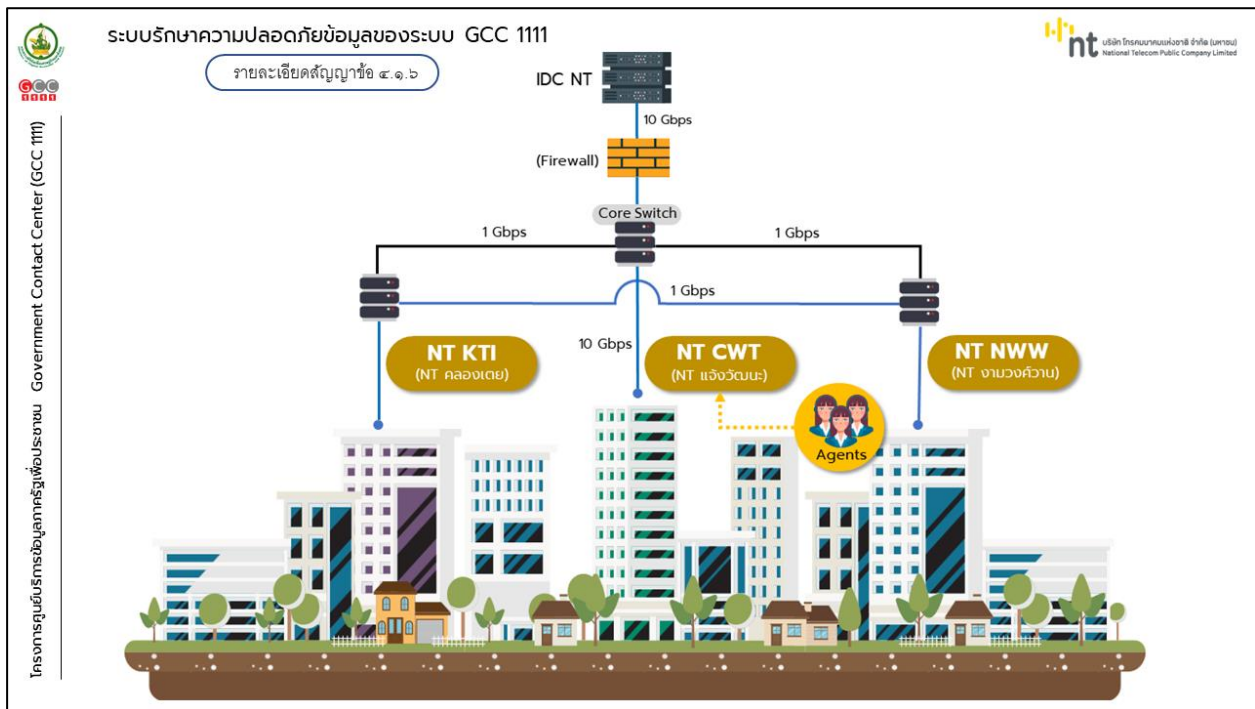 ระบบรักษาความปลอดภัยข้อมูลของระบบ GCC 1111
รายละเอียดสัญญาข้อ ๔.๑.๖
nt
บริษัท โทรคมนาคมแห่งชาติ จำกัด (มหาชน)
National Telecom Public Company Limited
GCC
1111
โครงการศูนย์บริการข้อมูลภาครัฐเพื่อประชาชน Government Contact Center (GCC 1111)
IDC NT
10 Gbps
(Firewall)
Core Switch
1 Gbps
1 Gbps
1 Gbps
10 Gbps
NT KTI
(NT คลองเตย)
NT CWT
(NT แจ้งวัฒนะ)
NT NWW
(NT งามวงศ์วาน)
Agents